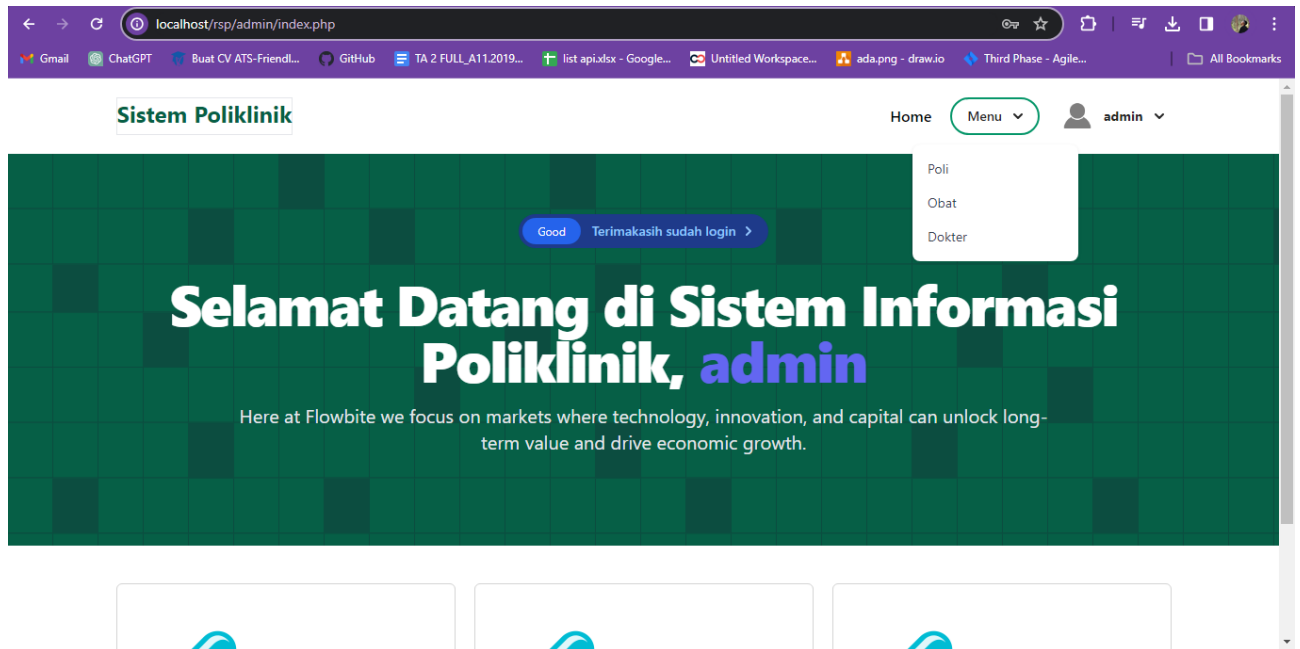 localhost/rsp/admin/index.php
Gmail ChatGPT Buat CV ATS-Friendl... GitHub TA 2 FULL_A11.2019... list api.xlsx - Google... Untitled Workspace... ada.png - draw.io Third Phase - Agile... All Bookmarks
Sistem Poliklinik Home Menu admin
Poli
Obat
Dokter
Good Terimakasih sudah login
Selamat Datang di Sistem Informasi
Poliklinik, admin
Here at Flowbite we focus on markets where technology, innovation, and capital can unlock long-
term value and drive economic growth.